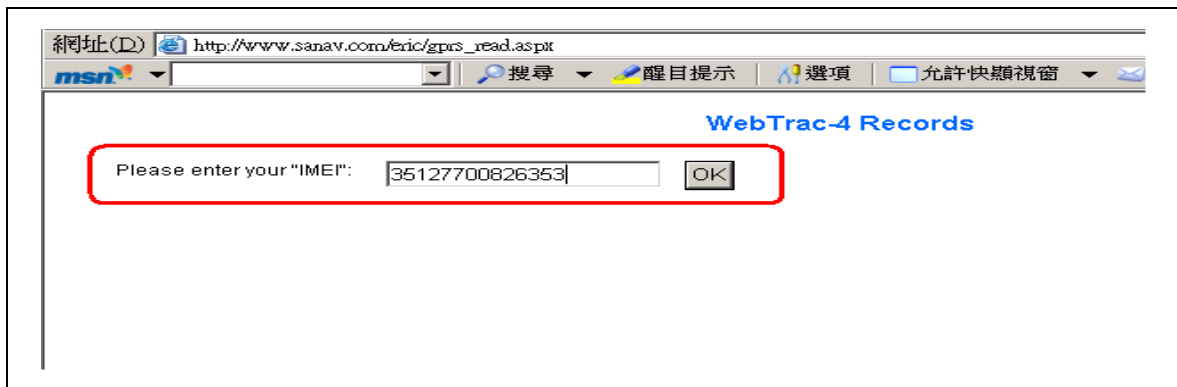 網址(D) http://www.sanav.com/eric/gprs_read.aspx
msn 搜尋 醒目提示 選項 允許快顯視窗
WebTrac-4 Records
Please enter your "IMEI": 35127700826353 OK